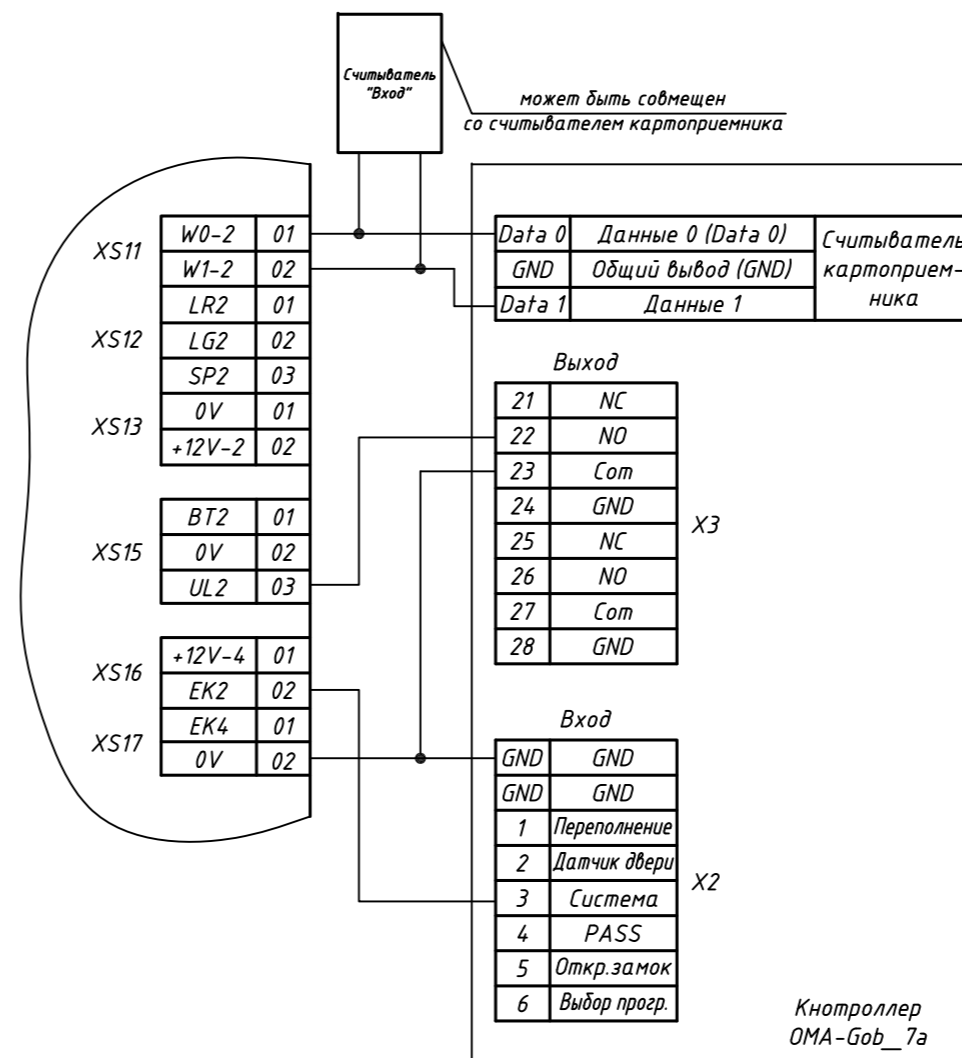 Считыватель
"Вход"
может быть совмещен
со считывателем картоприемника
XS11
W0-2 01
W1-2 02
XS12
LR2 01
LG2 02
SP2 03
XS13
0V 01
+12V-2 02
XS15
BT2 01
0V 02
UL2 03
XS16
+12V-4 01
EK2 02
XS17
EK4 01
0V 02
Data 0 Данные 0 (Data 0)
GND Общий вывод (GND)
Data 1 Данные 1
Считыватель
картоприем-
ника
Выход
21 NC
22 NO
23 Com
24 GND
25 NC
26 NO
27 Com
28 GND
X3
Вход
GND GND
GND GND
1 Переполнение
2 Датчик двери
3 Система
4 PASS
5 Откр.замок
6 Выбор прогр.
X2
Кнотроллер
OMA-Gob__7a